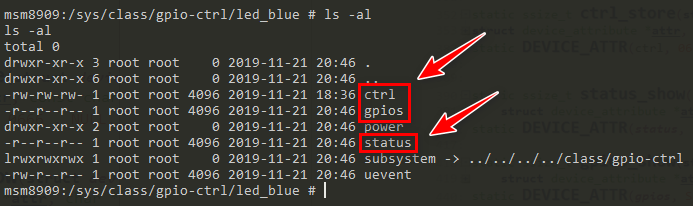 msm8909:/sys/class/gpio-ctrl/led_blue # ls -al
ls -al
total 0
drwxr-xr-x 3 root root    0 2019-11-21 20:46 .
drwxr-xr-x 6 root root    0 2019-11-21 20:46 ..
-rw-rw-rw- 1 root root 4096 2019-11-21 18:36 ctrl
-r--r--r-- 1 root root 4096 2019-11-21 20:46 gpios
drwxr-xr-x 2 root root    0 2019-11-21 20:46 power
-r--r--r-- 1 root root 4096 2019-11-21 20:46 status
lrwxrwxrwx 1 root root    0 2019-11-21 20:46 subsystem -> ../../../../class/gpio-ctrl
-rw-r--r-- 1 root root 4096 2019-11-21 20:46 uevent
msm8909:/sys/class/gpio-ctrl/led_blue #
ctrl_store(
DEVICE_ATTR(
status_show
DEVICE_ATTR(